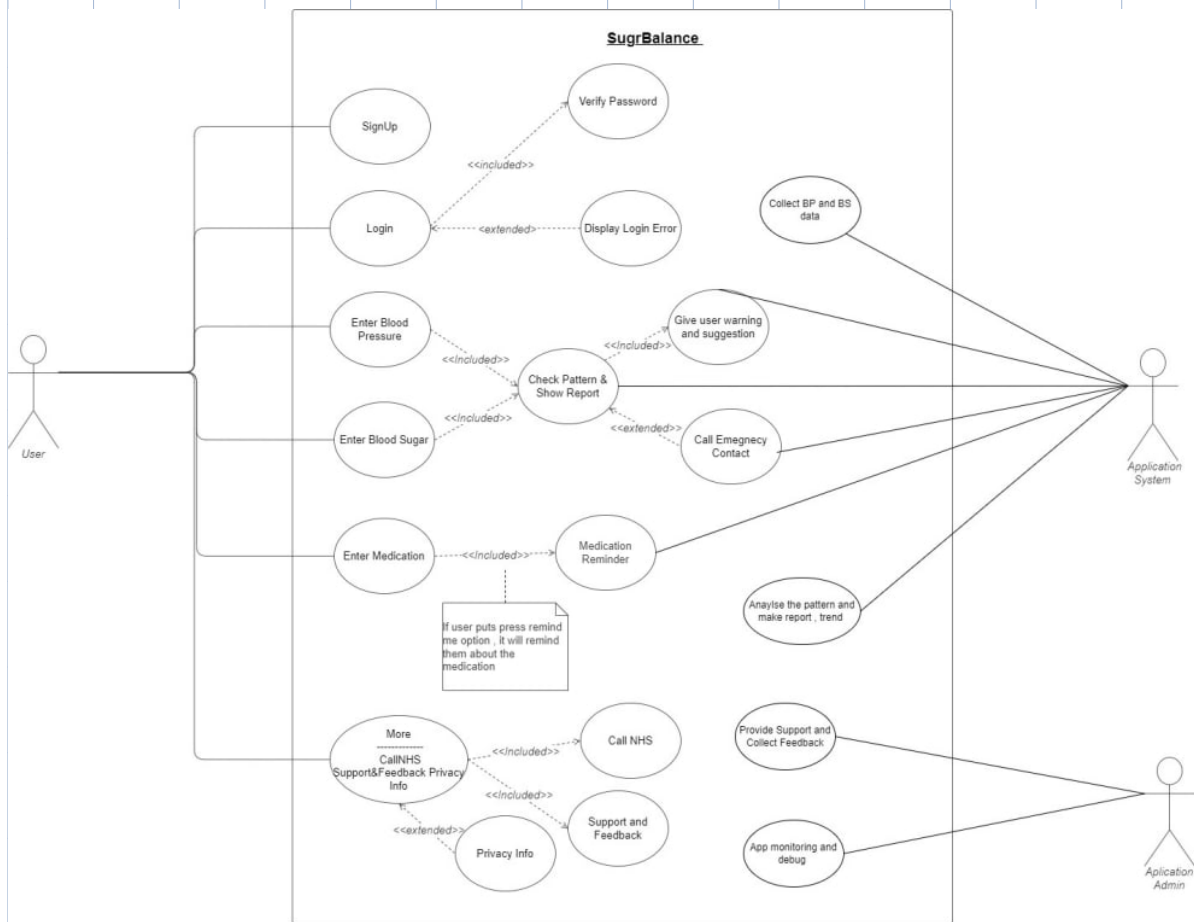 SugrBalance
Verify Password
SignUp
<<included>>
Collect BP and BS
data
Login
<extended>
Display Login Error
Enter Blood
Pressure
Give user warning
and suggestion
<<Included>>
<<Included>>
Check Pattern &
Show Report
<<Included>>
Enter Blood Sugar
<<extended>>
Call Emegnecy
Contact
User
Application
System
Enter Medication
<<Included>>
Medication
Reminder
If user puts press remind
me option , it will remind
them about the
medication
Anaylse the pattern and
make report , trend
More
-------------
CallNHS
Support&Feedback Privacy
Info
<<Included>>
Call NHS
Provide Support and
Collect Feedback
<<Included>>
Support and
Feedback
<<extended>>
Privacy Info
App monitoring and
debug
Aplication
Admin